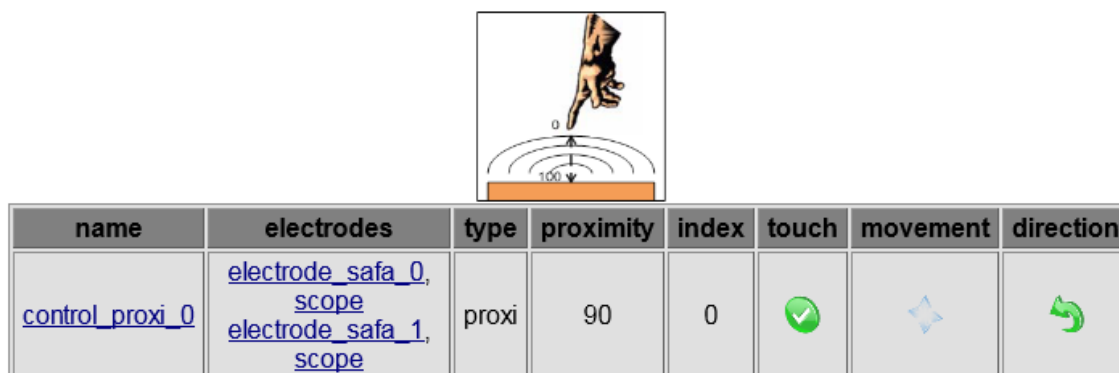 0
100
name electrodes type proximity index touch movement direction
electrode_safa_0,
scope
control_proxi_0 proxi 90 0
electrode_safa_1,
scope